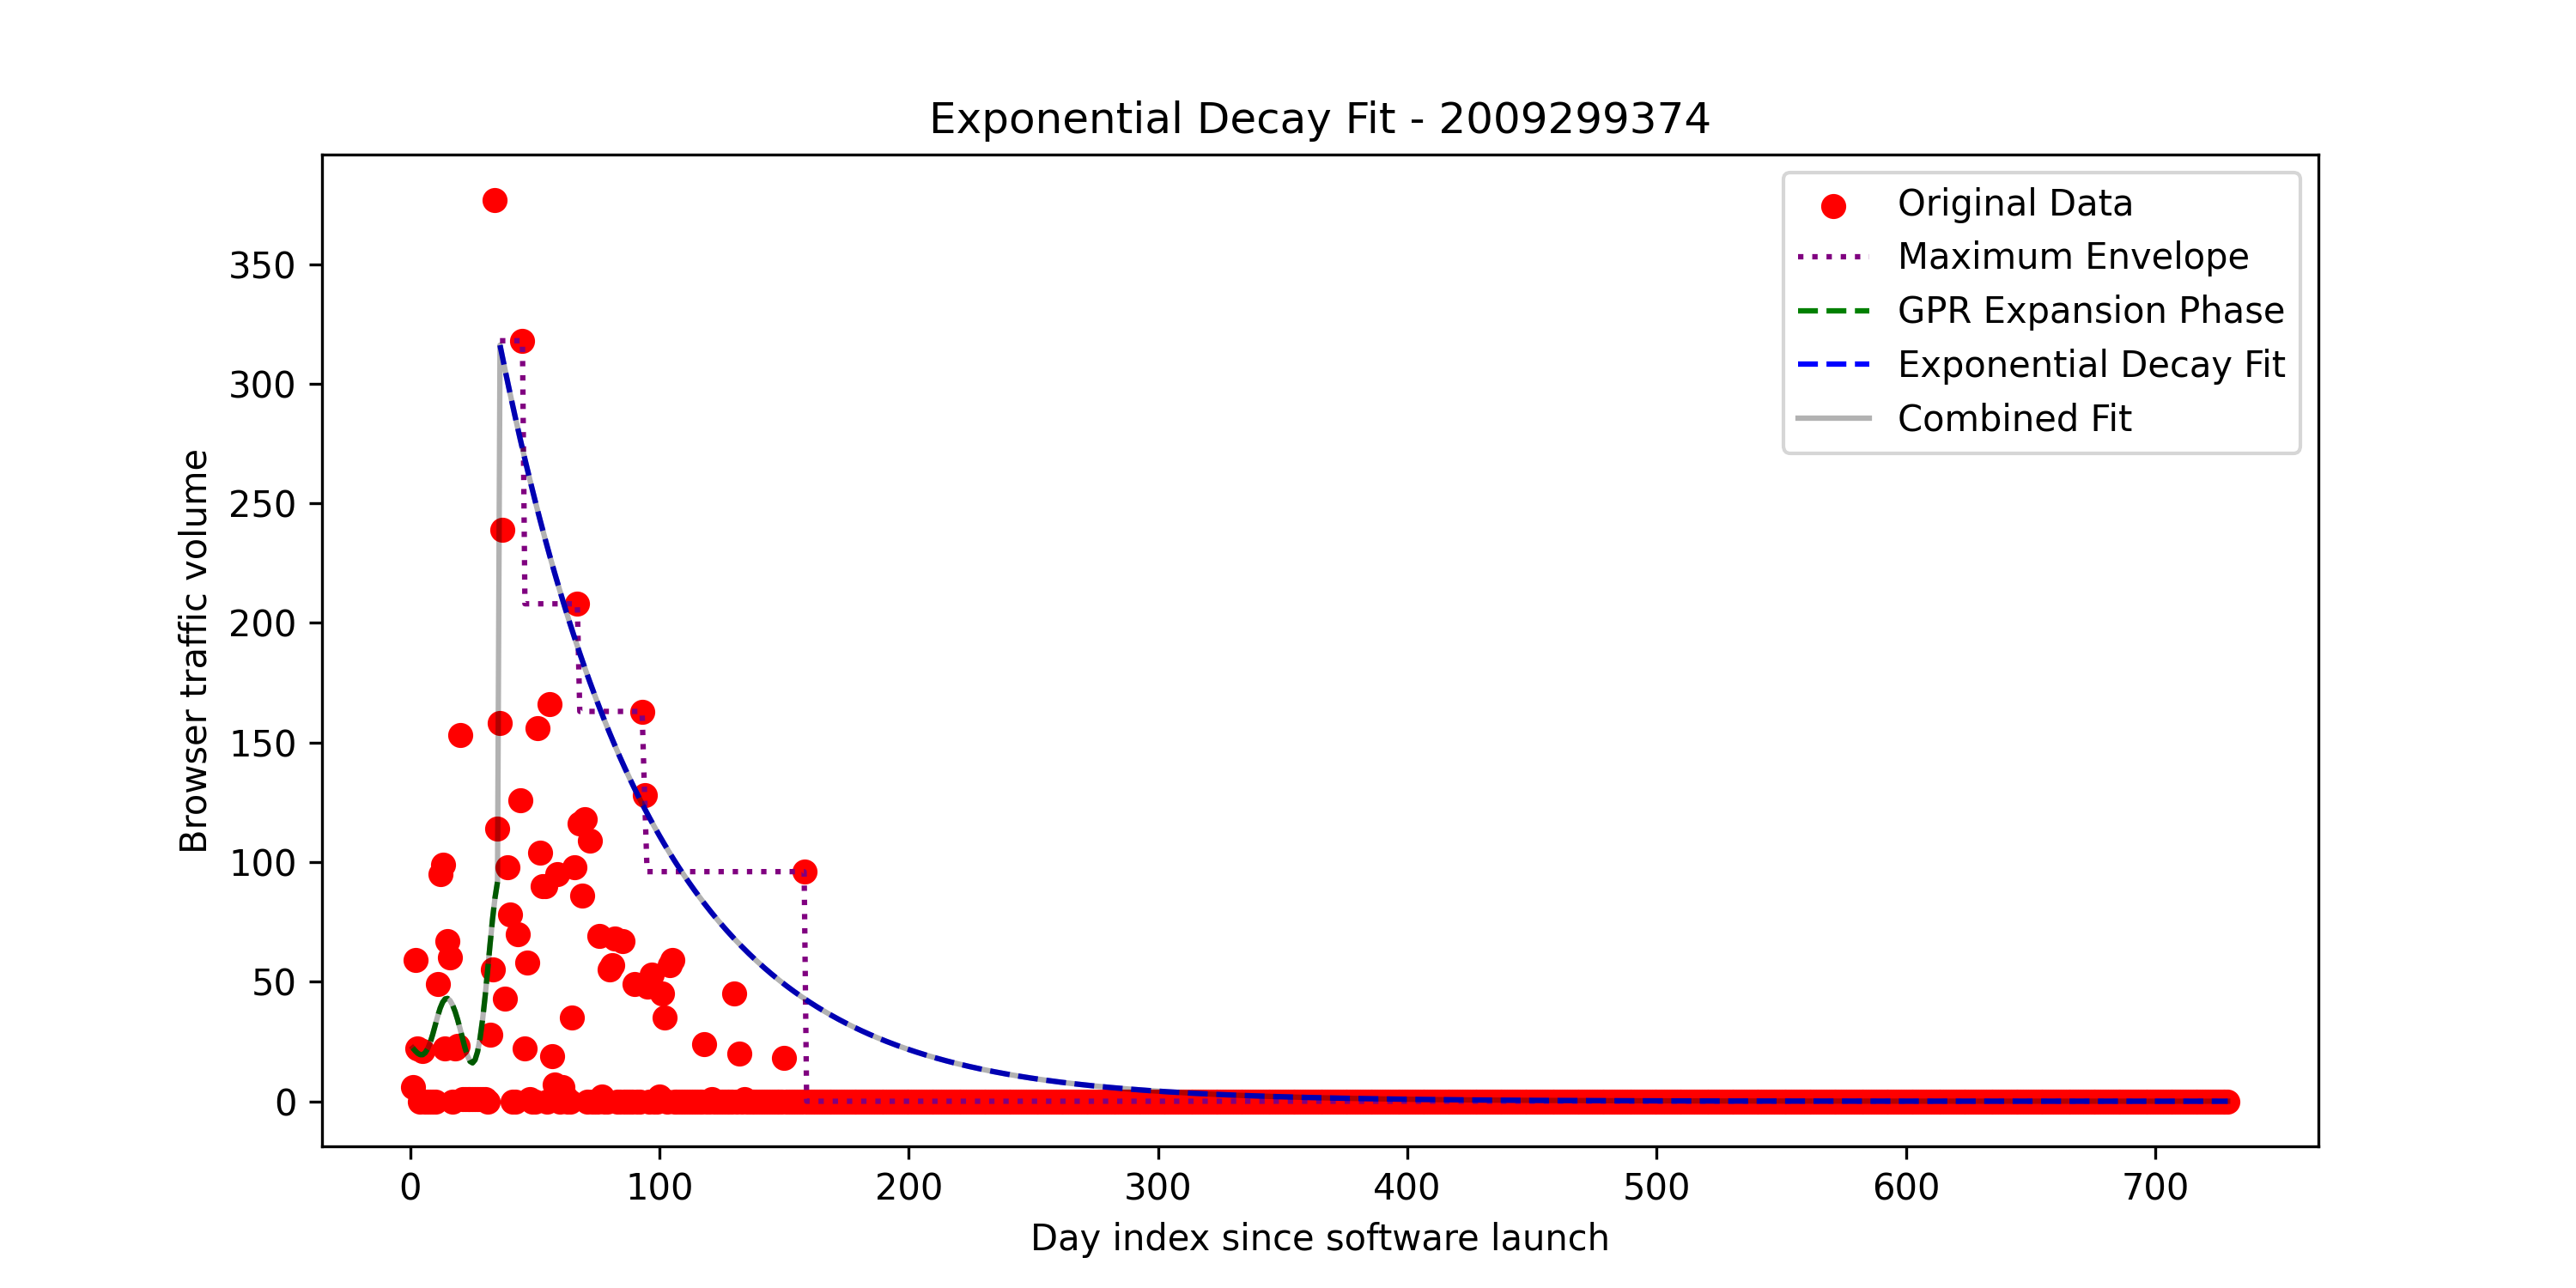 Exponential Decay Fit - 2009299374
Original Data
Maximum Envelope
GPR Expansion Phase
Exponential Decay Fit
Combined Fit
Browser traffic volume
350
300
250
200
150
100
50
0
0 100 200 300 400 500 600 700
Day index since software launch